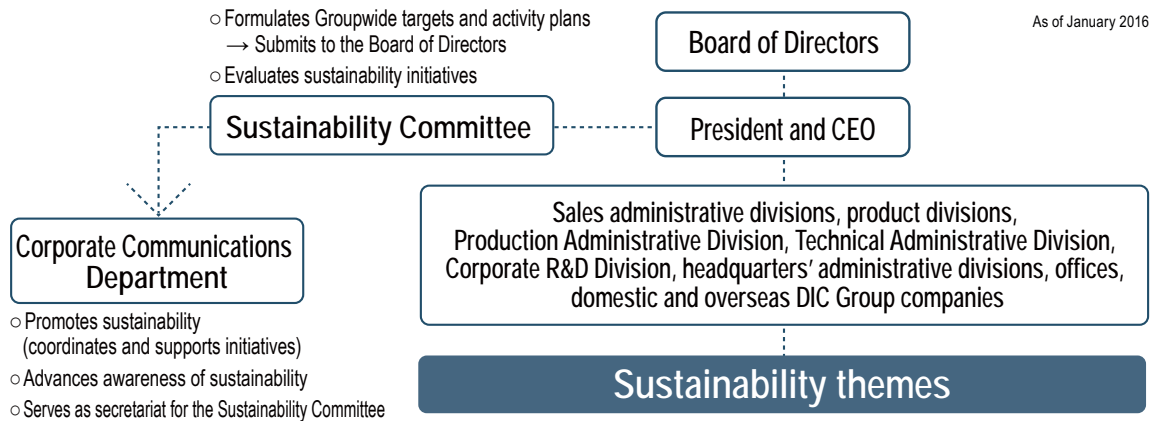 ○ Formulates Groupwide targets and activity plans
→ Submits to the Board of Directors
○ Evaluates sustainability initiatives
As of January 2016
Board of Directors
Sustainability Committee
President and CEO
Corporate Communications
Department
○ Promotes sustainability
(coordinates and supports initiatives)
○ Advances awareness of sustainability
○ Serves as secretariat for the Sustainability Committee
Sales administrative divisions, product divisions,
Production Administrative Division, Technical Administrative Division,
Corporate R&D Division, headquarters’ administrative divisions, offices,
domestic and overseas DIC Group companies
Sustainability themes